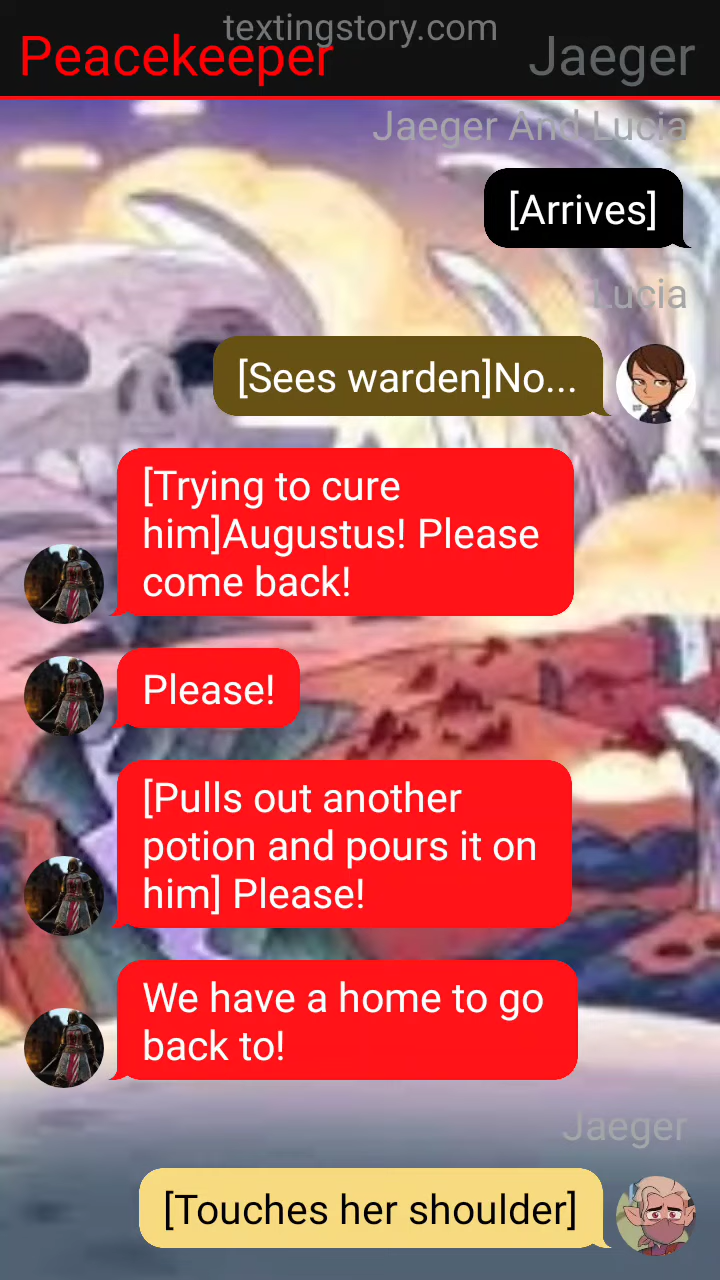 textingstory.com
Peacekeeper
Jaeger
Jaeger And Lucia
[Arrives]
Lucia
[Sees warden]No...
[Trying to cure
him]Augustus! Please
come back!
Please!
[Pulls out another
potion and pours it on
him] Please!
We have a home to go
back to!
Jaeger
[Touches her shoulder]